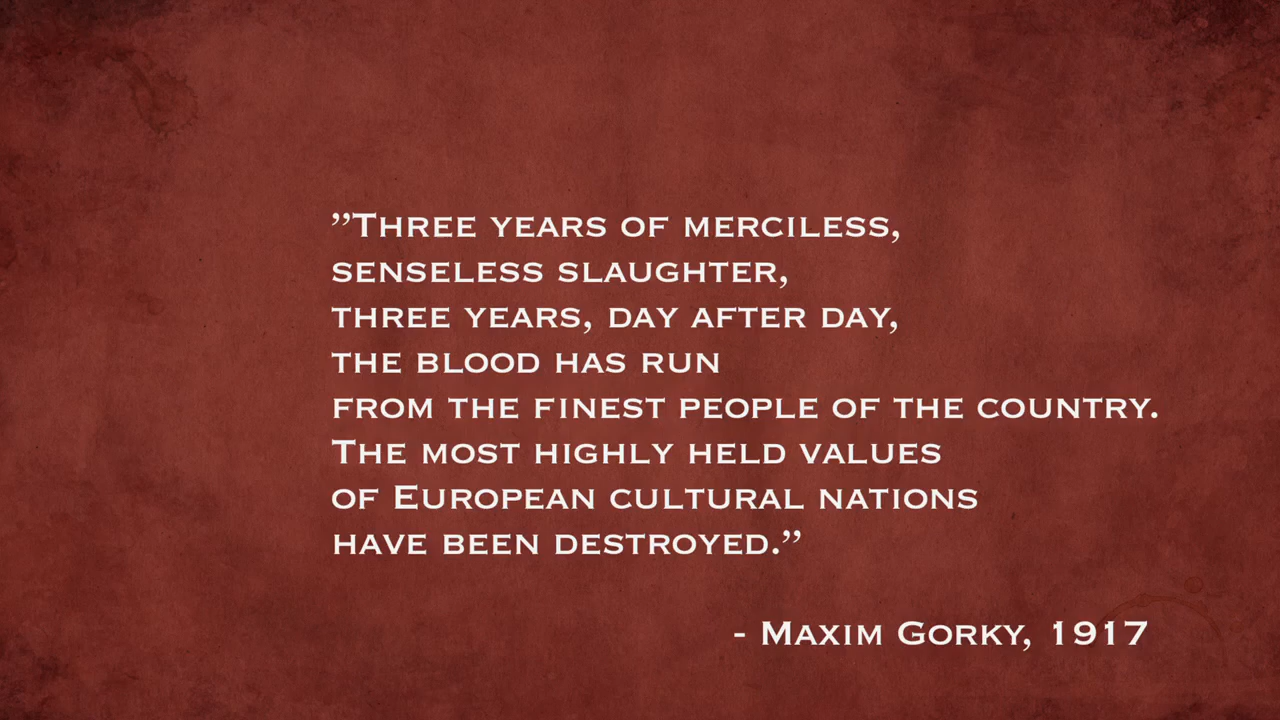 ”Three years of merciless,
senseless slaughter,
three years, day after day,
the blood has run
from the finest people of the country.
The most highly held values
of European cultural nations
have been destroyed.”
- Maxim Gorky, 1917